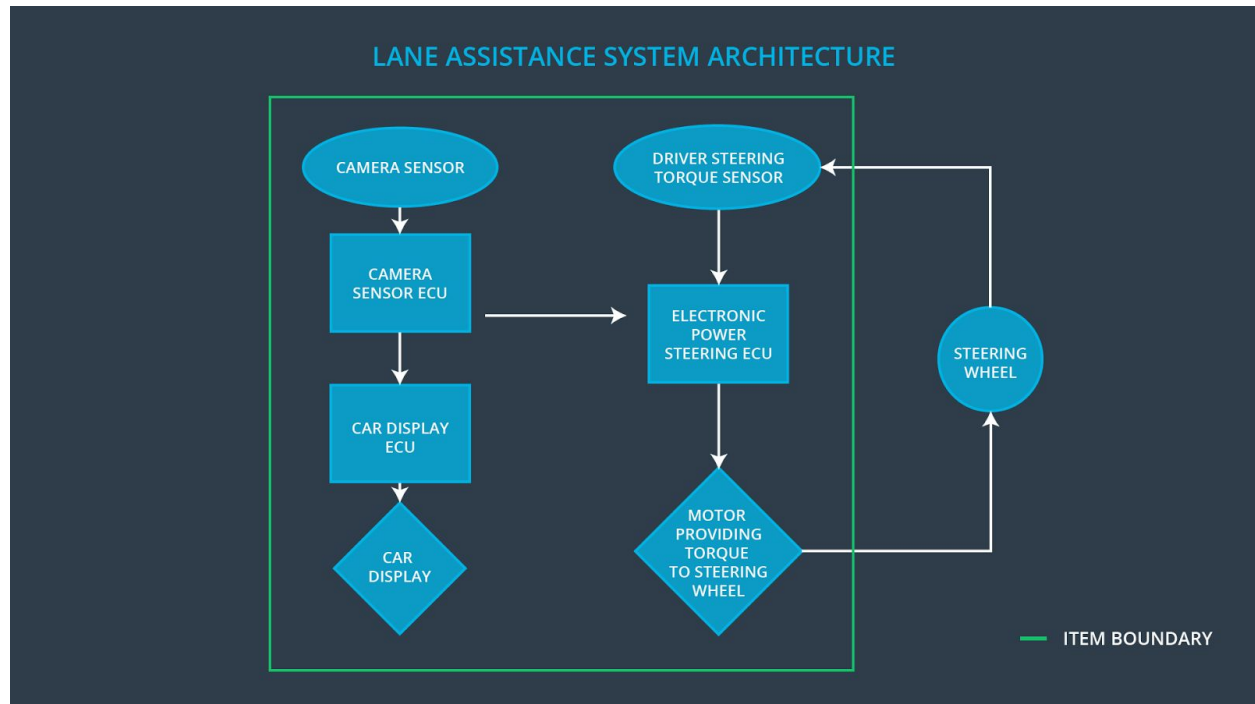 LANE ASSISTANCE SYSTEM ARCHITECTURE
CAMERA SENSOR
DRIVER STEERING
TORQUE SENSOR
CAMERA
SENSOR ECU
ELECTRONIC
POWER
STEERING ECU
STEERING
WHEEL
CAR DISPLAY
ECU
MOTOR
PROVIDING
TORQUE
TO STEERING
WHEEL
CAR
DISPLAY
ITEM BOUNDARY